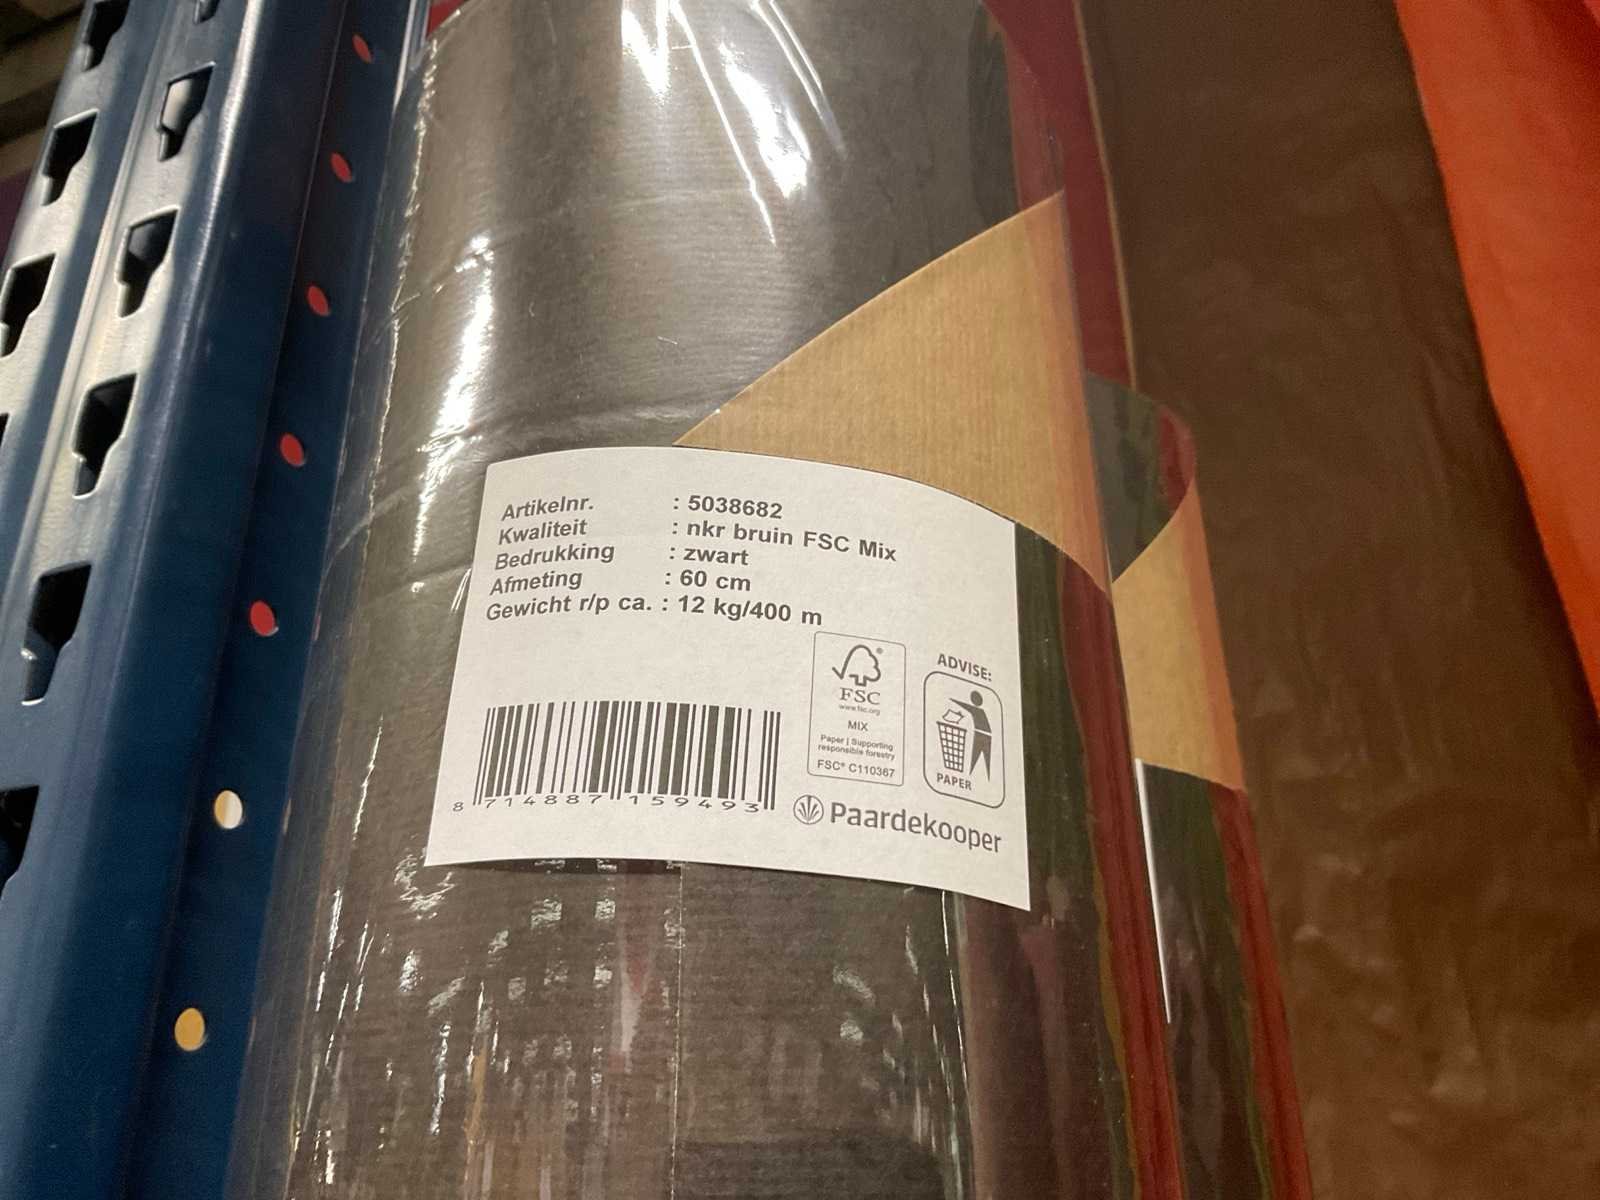 Artikelnr. : 5038682
Kwaliteit : nkr bruin FSC Mix
Bedrukking : zwart
Afmeting : 60 cm
Gewicht r/p ca. : 12 kg/400 m
FSC®
www.fsc.org
MIX
Paper | Supporting
responsible forestry
FSC® C110367
ADVISE:
PAPER
8 714887 159493
Paardekooper